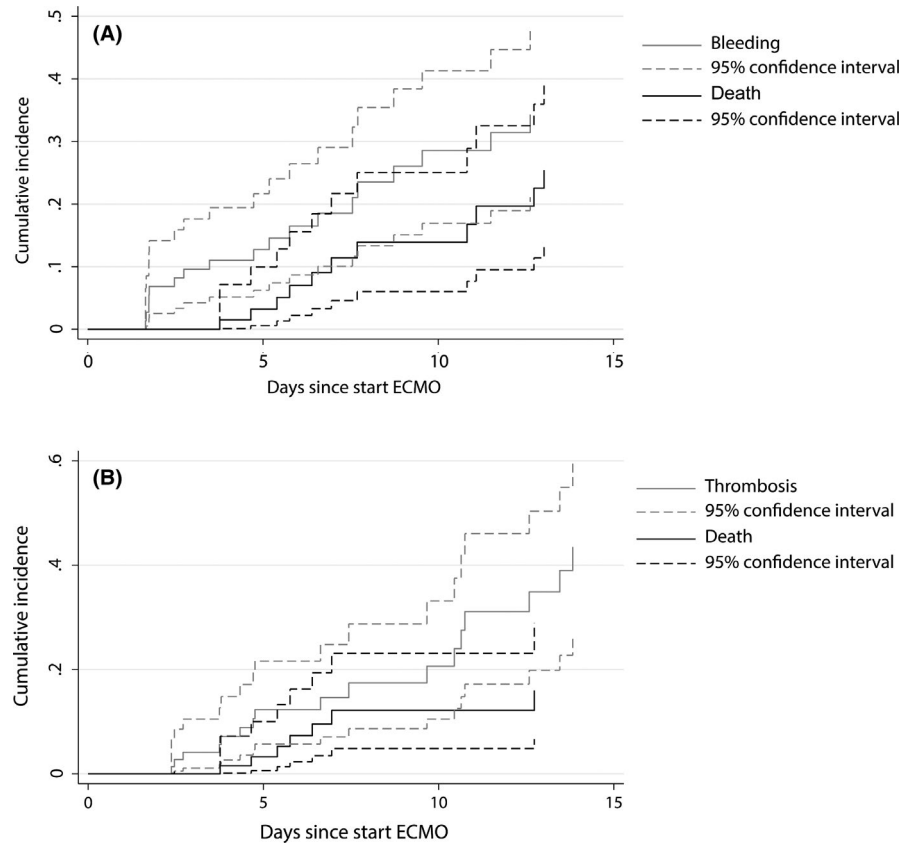 (A)
.5
.4
.3
.2
.1
0
Cumulative incidence
0 5 10 15
Days since start ECMO
Bleeding
95% confidence interval
Death
95% confidence interval
(B)
.6
.4
.2
0
Cumulative incidence
0 5 10 15
Days since start ECMO
Thrombosis
95% confidence interval
Death
95% confidence interval